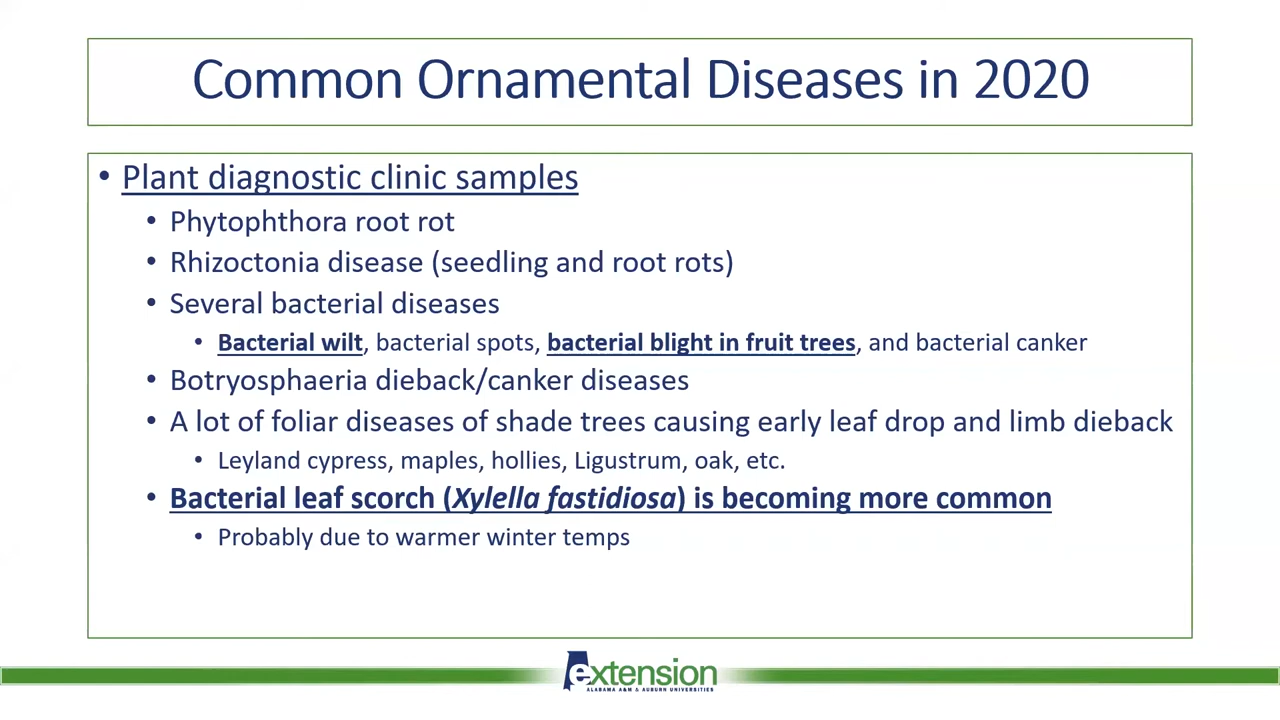 Common Ornamental Diseases in 2020
• Plant diagnostic clinic samples
• Phytophthora root rot
• Rhizoctonia disease (seedling and root rots)
• Several bacterial diseases
• Bacterial wilt, bacterial spots, bacterial blight in fruit trees, and bacterial canker
• Botryosphaeria dieback/canker diseases
• A lot of foliar diseases of shade trees causing early leaf drop and limb dieback
• Leyland cypress, maples, hollies, Ligustrum, oak, etc.
• Bacterial leaf scorch (Xylella fastidiosa) is becoming more common
• Probably due to warmer winter temps
extension
ALABAMA A&M & AUBURN UNIVERSITIES